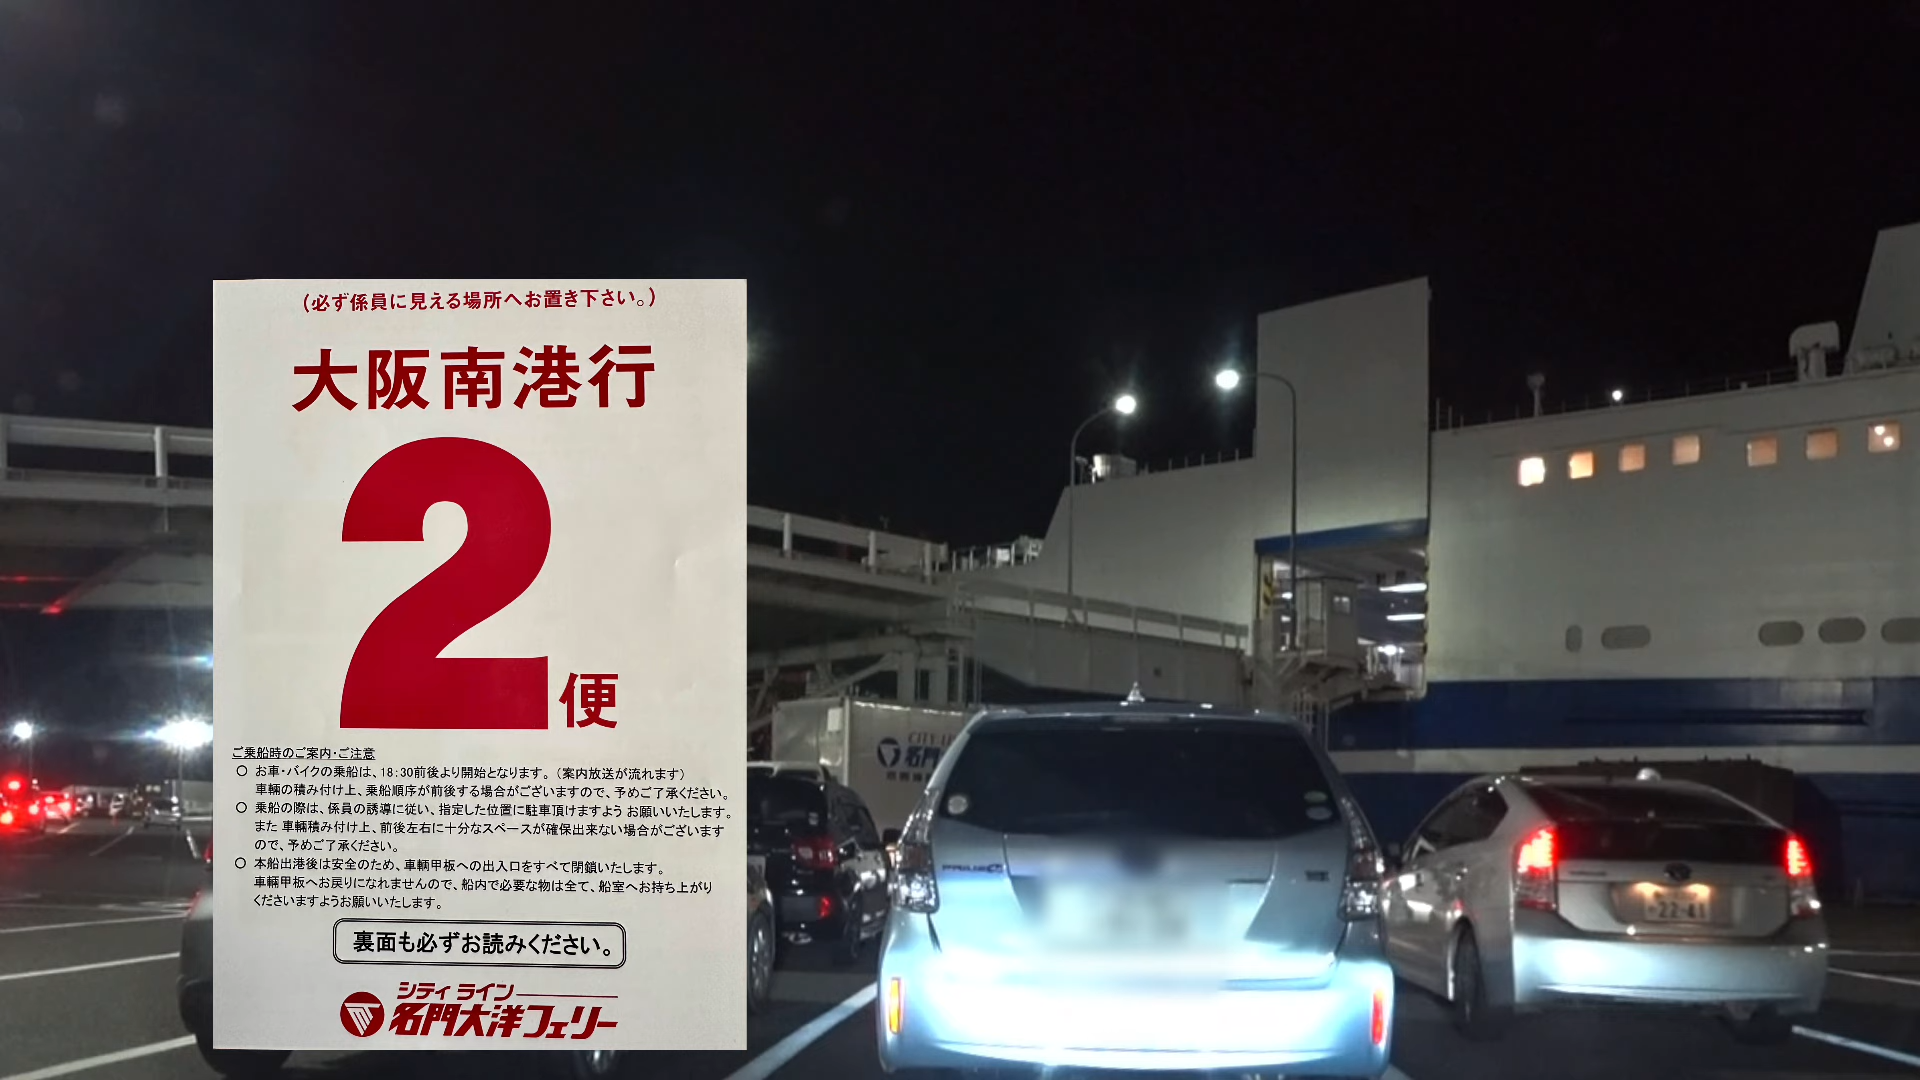 (必ず係員に見える場所へお置き下さい。)
大阪南港行
2便
ご乗船時のご案内・ご注意
○ お車・バイクの乗船は、18:30前後より開始となります。(案内放送が流れます)
車輛の積み付け上、乗船順序が前後する場合がございますので、予めご了承ください。
○ 乗船の際は、係員の誘導に従い、指定した位置に駐車頂けますよう お願いいたします。
また 車輛積み付け上、前後左右に十分なスペースが確保出来ない場合がございます
ので、予めご了承ください。
○ 本船出港後は安全のため、車輛甲板への出入口をすべて閉鎖いたします。
車輛甲板へお戻りになれませんので、船内で必要な物は全て、船室へお持ち上がり
くださいますようお願いいたします。
裏面も必ずお読みください。
シティ ライン
名門大洋フェリー
CITY LI
名門
22-41